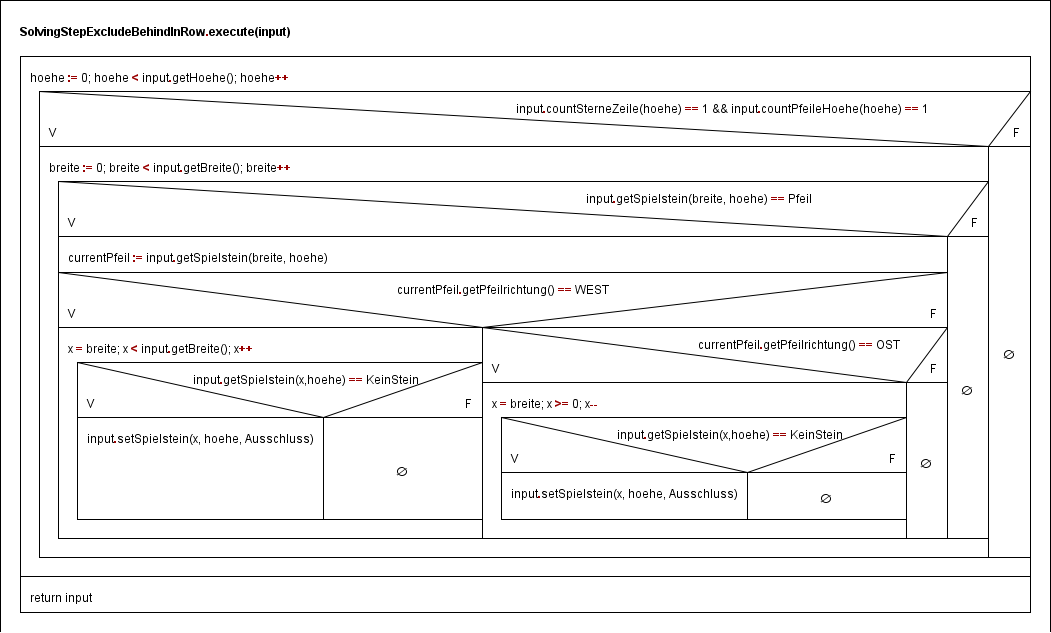 SolvingStepExcludeBehindInRow.execute(input)
hoehe := 0; hoehe < input.getHoehe(); hoehe++
input.countSterneZeile(hoehe) == 1 && input.countPfeileHoehe(hoehe) == 1
V
F
breite := 0; breite < input.getBreite(); breite++
input.getSpielstein(breite, hoehe) == Pfeil
V
F
currentPfeil := input.getSpielstein(breite, hoehe)
currentPfeil.getPfeilrichtung() == WEST
V
F
x = breite; x < input.getBreite(); x++
input.getSpielstein(x,hoehe) == KeinStein
V
F
input.setSpielstein(x, hoehe, Ausschluss)
∅
currentPfeil.getPfeilrichtung() == OST
V
F
x = breite; x >= 0; x--
input.getSpielstein(x,hoehe) == KeinStein
V
F
input.setSpielstein(x, hoehe, Ausschluss)
∅
∅
∅
∅
return input